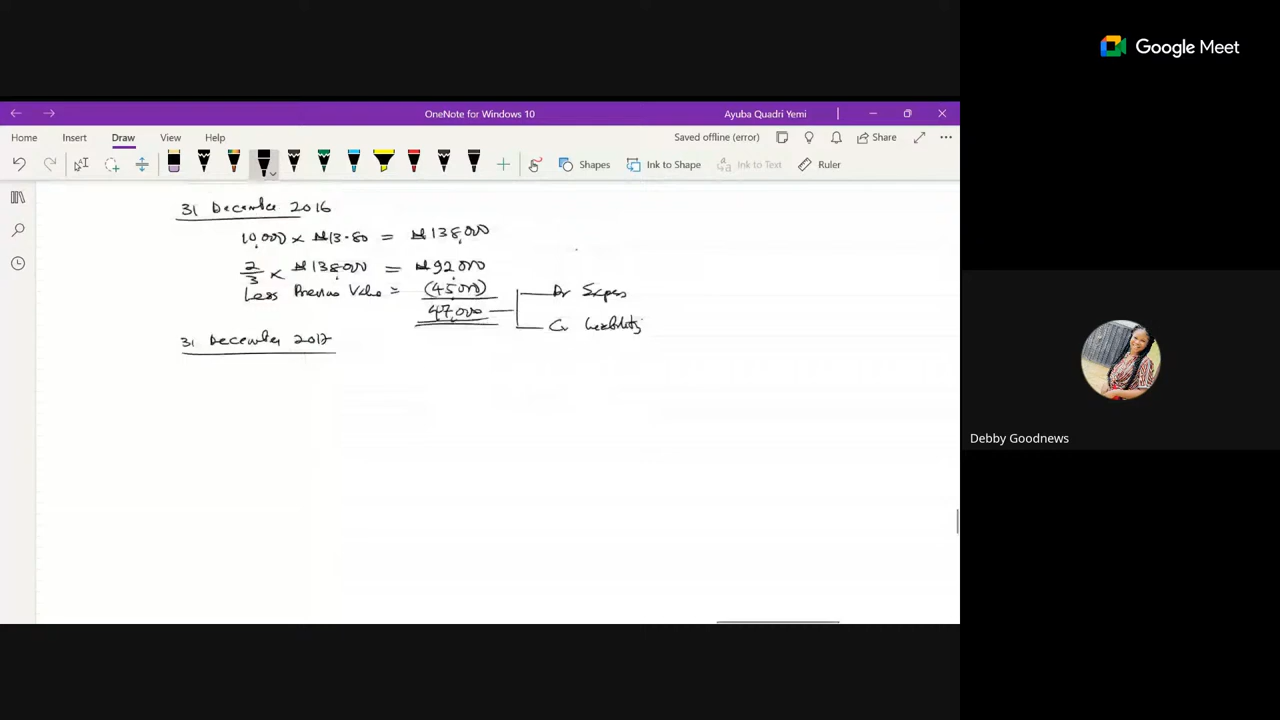 Google Meet
OneNote for Windows 10
Ayuba Quadri Yemi
Home Insert Draw View Help
Saved offline (error)
Share
Shapes
Ink to Shape
Ink to Text
Ruler
31 December 2016
10,000 × ₦13.80 = ₦138,000
2/3 × ₦138,000 = ₦92,000
Less Previous Value = (45,000)
47,000
Dr
Cr Liability
31 December 2017
Debby Goodnews